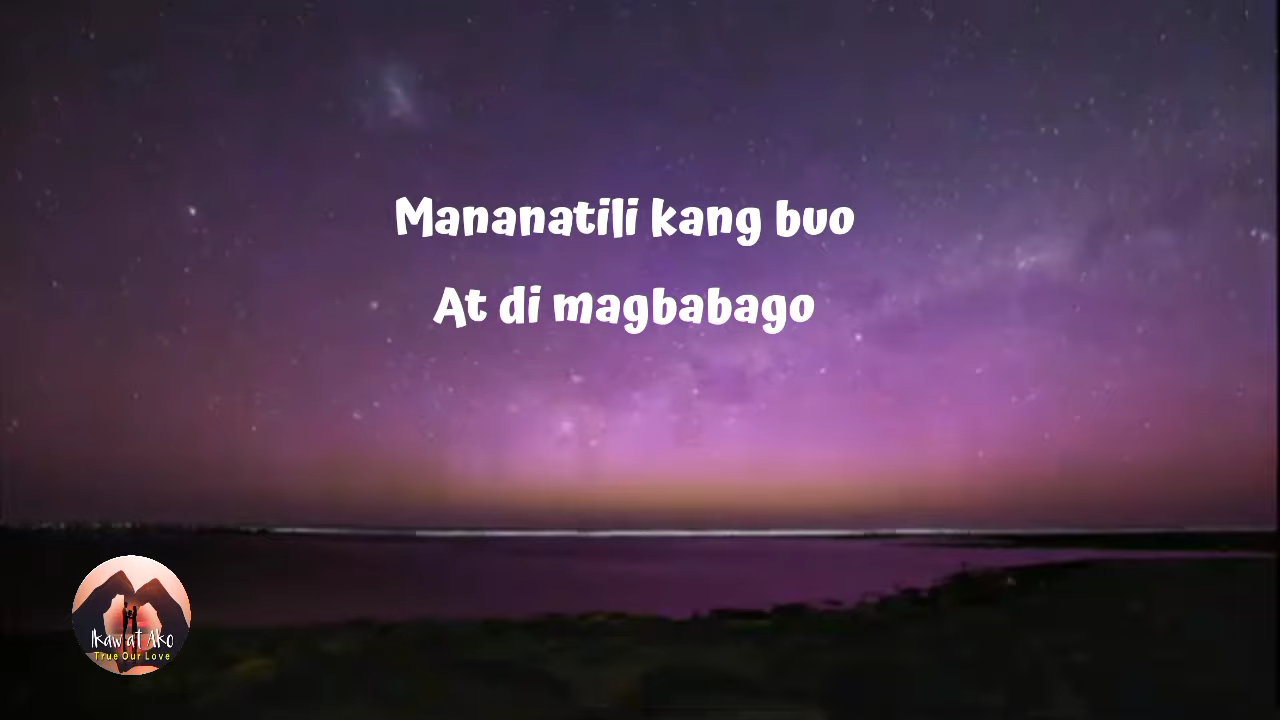 Mananatili kang buo
At di magbabago
Ikaw at Ako
True Our Love